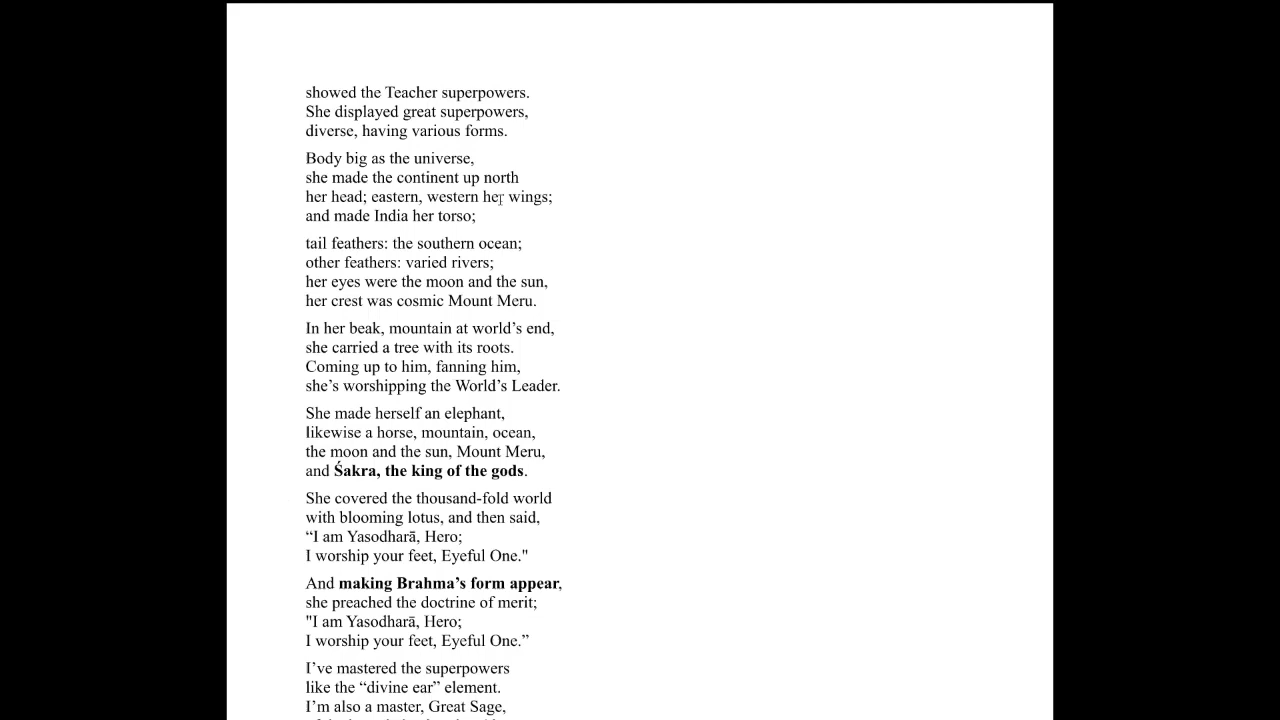 showed the Teacher superpowers.
She displayed great superpowers,
diverse, having various forms.
Body big as the universe,
she made the continent up north
her head; eastern, western her wings;
and made India her torso;
tail feathers: the southern ocean;
other feathers: varied rivers;
her eyes were the moon and the sun,
her crest was cosmic Mount Meru.
In her beak, mountain at world’s end,
she carried a tree with its roots.
Coming up to him, fanning him,
she’s worshipping the World’s Leader.
She made herself an elephant,
likewise a horse, mountain, ocean,
the moon and the sun, Mount Meru,
and Śakra, the king of the gods.
She covered the thousand-fold world
with blooming lotus, and then said,
“I am Yasodharā, Hero;
I worship your feet, Eyeful One."
And making Brahma’s form appear,
she preached the doctrine of merit;
"I am Yasodharā, Hero;
I worship your feet, Eyeful One.”
I’ve mastered the superpowers
like the “divine ear” element.
I’m also a master, Great Sage,